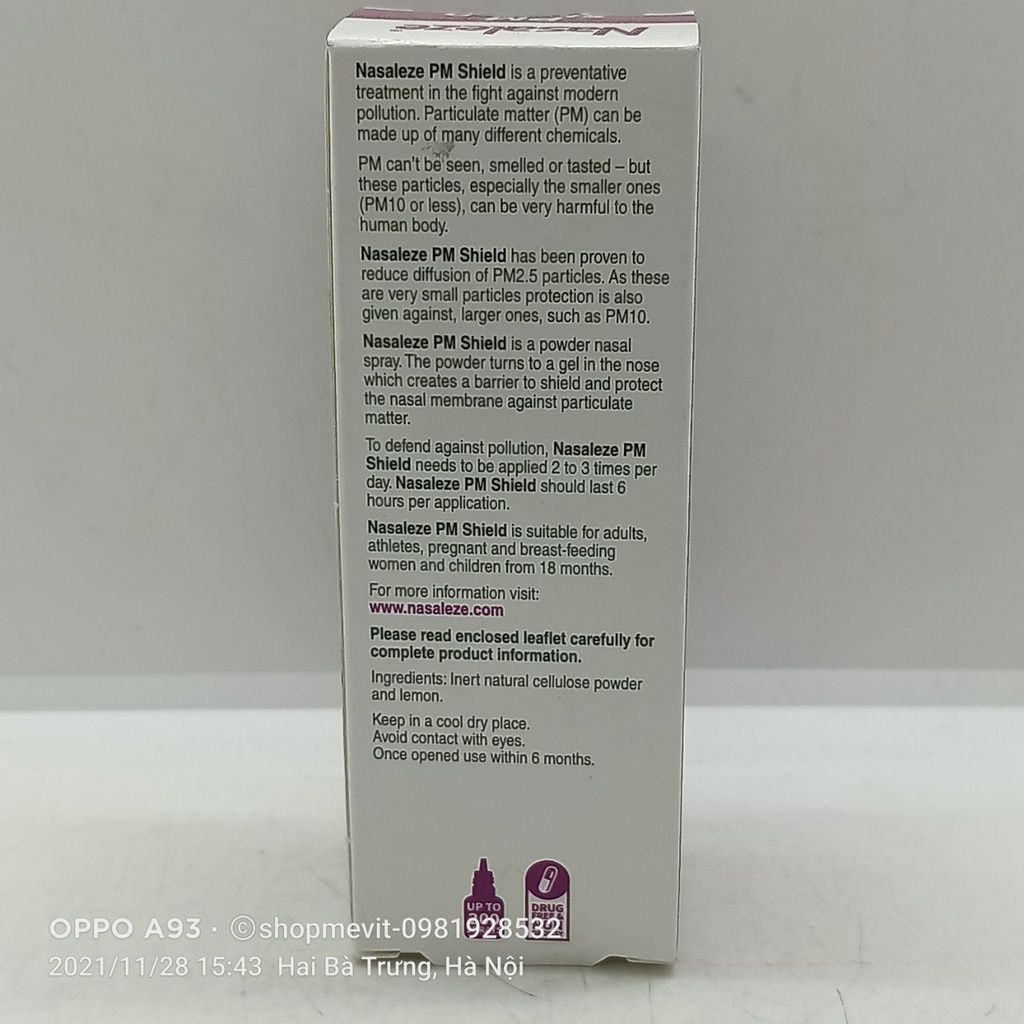 Nasaleze
Nasaleze PM Shield is a preventative
treatment in the fight against modern
pollution. Particulate matter (PM) can be
made up of many different chemicals.
PM can't be seen, smelled or tasted – but
these particles, especially the smaller ones
(PM10 or less), can be very harmful to the
human body.
Nasaleze PM Shield has been proven to
reduce diffusion of PM2.5 particles. As these
are very small particles protection is also
given against, larger ones, such as PM10.
Nasaleze PM Shield is a powder nasal
spray. The powder turns to a gel in the nose
which creates a barrier to shield and protect
the nasal membrane against particulate
matter.
To defend against pollution, Nasaleze PM
Shield needs to be applied 2 to 3 times per
day. Nasaleze PM Shield should last 6
hours per application.
Nasaleze PM Shield is suitable for adults,
athletes, pregnant and breast-feeding
women and children from 18 months.
For more information visit:
www.nasaleze.com
Please read enclosed leaflet carefully for
complete product information.
Ingredients: Inert natural cellulose powder
and lemon.
Keep in a cool dry place.
Avoid contact with eyes.
Once opened use within 6 months.
UP TO
200
DRUG
FREE &
OPPO A93 · ©shopmevit-0981928532
2021/11/28 15:43 Hai Bà Trưng, Hà Nội